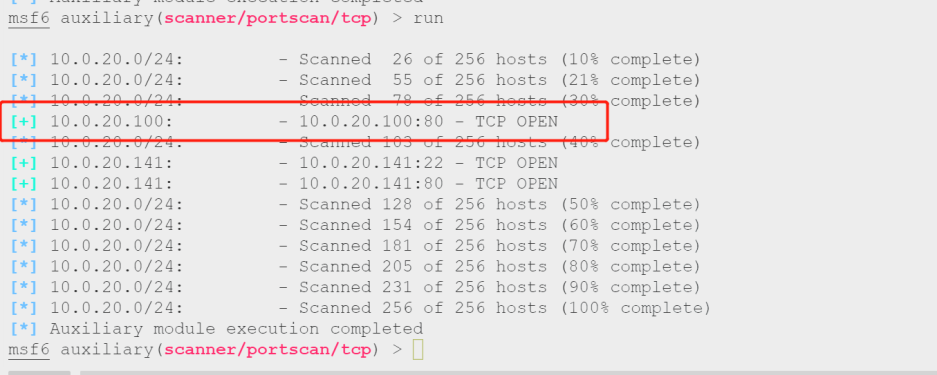 [*] Auxiliary module execution completed
msf6 auxiliary(scanner/portscan/tcp) > run
[*] 10.0.20.0/24:          - Scanned  26 of 256 hosts (10% complete)
[*] 10.0.20.0/24:          - Scanned  55 of 256 hosts (21% complete)
[*] 10.0.20.0/24:          - Scanned  78 of 256 hosts (30% complete)
[+] 10.0.20.100:           - 10.0.20.100:80 - TCP OPEN
[*] 10.0.20.0/24:          - Scanned 103 of 256 hosts (40% complete)
[+] 10.0.20.141:           - 10.0.20.141:22 - TCP OPEN
[+] 10.0.20.141:           - 10.0.20.141:80 - TCP OPEN
[*] 10.0.20.0/24:          - Scanned 128 of 256 hosts (50% complete)
[*] 10.0.20.0/24:          - Scanned 154 of 256 hosts (60% complete)
[*] 10.0.20.0/24:          - Scanned 181 of 256 hosts (70% complete)
[*] 10.0.20.0/24:          - Scanned 205 of 256 hosts (80% complete)
[*] 10.0.20.0/24:          - Scanned 231 of 256 hosts (90% complete)
[*] 10.0.20.0/24:          - Scanned 256 of 256 hosts (100% complete)
[*] Auxiliary module execution completed
msf6 auxiliary(scanner/portscan/tcp) >